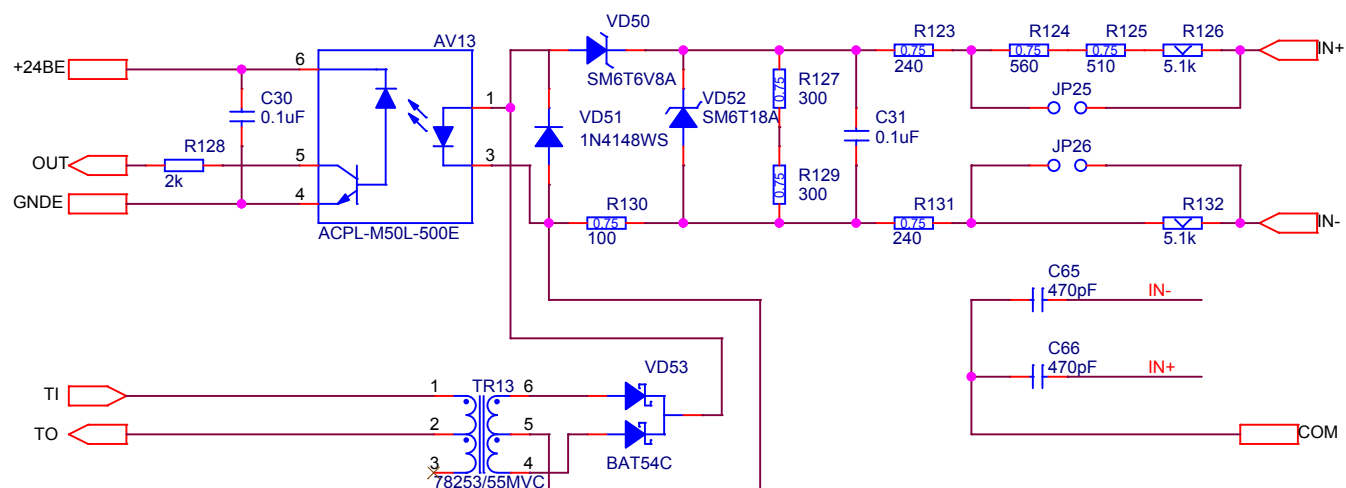 VD50
SM6T6V8A
AV13
+24BE
6
C30
0.1uF
OUT
R128
2k
5
GNDE
4
1
3
ACPL-M50L-500E
VD51
1N4148WS
VD52
SM6T18A
R127
0.75
300
C31
0.1uF
R129
0.75
300
R130
0.75
100
R123
0.75
240
R124
0.75
560
R125
0.75
510
R126
5.1k
IN+
JP25
JP26
R131
0.75
240
R132
5.1k
IN-
C65
470pF
IN-
C66
470pF
IN+
COM
TI
TO
1
2
3
TR13
6
5
4
78253/55MVC
VD53
BAT54C